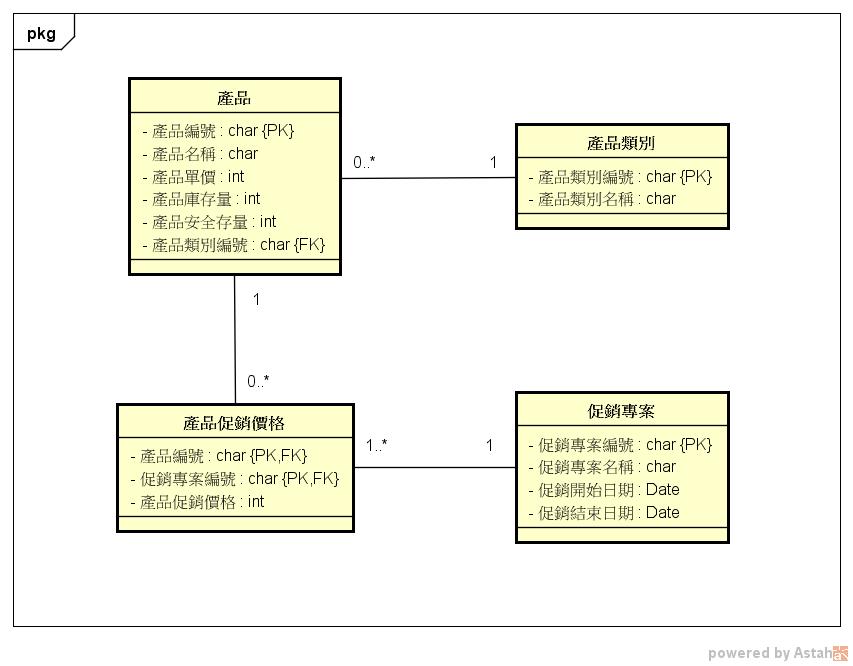 pkg
產品
- 產品編號 : char {PK}
- 產品名稱 : char
- 產品單價 : int
- 產品庫存量 : int
- 產品安全存量 : int
- 產品類別編號 : char {FK}
0..*
1
產品類別
- 產品類別編號 : char {PK}
- 產品類別名稱 : char
1
0..*
產品促銷價格
- 產品編號 : char {PK,FK}
- 促銷專案編號 : char {PK,FK}
- 產品促銷價格 : int
1..*
1
促銷專案
- 促銷專案編號 : char {PK}
- 促銷專案名稱 : char
- 促銷開始日期 : Date
- 促銷結束日期 : Date
powered by Astah